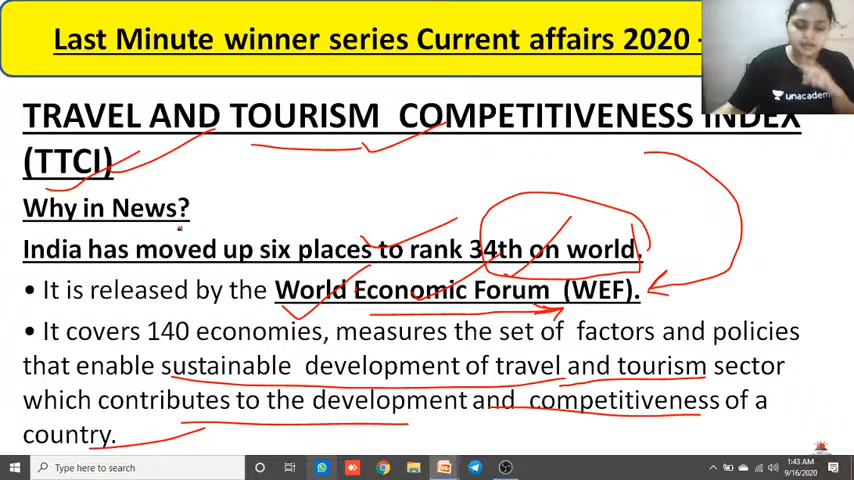 Last Minute winner series Current affairs 2020 -
unacadem
TRAVEL AND TOURISM COMPETITIVENESS INDEX
(TTCI)
Why in News?
India has moved up six places to rank 34th on world.
• It is released by the World Economic Forum (WEF).
• It covers 140 economies, measures the set of factors and policies
that enable sustainable development of travel and tourism sector
which contributes to the development and competitiveness of a
country.
Type here to search
1:43 AM
9/16/2020